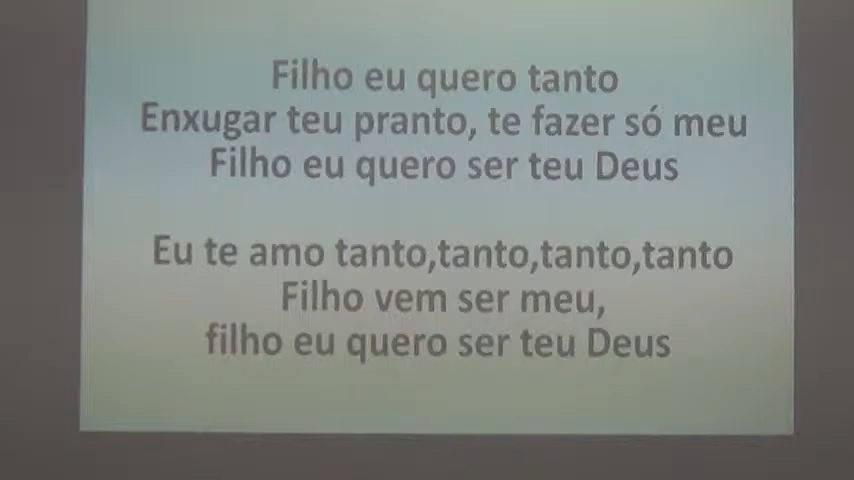 Filho eu quero tanto
Enxugar teu pranto, te fazer só meu
Filho eu quero ser teu Deus
Eu te amo tanto,tanto,tanto,tanto
Filho vem ser meu,
filho eu quero ser teu Deus